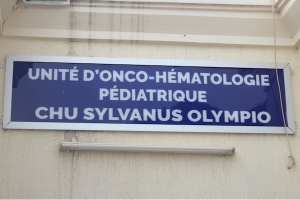 UNITÉ D'ONCO-HÉMATOLOGIE
PÉDIATRIQUE
CHU SYLVANUS OLYMPIO